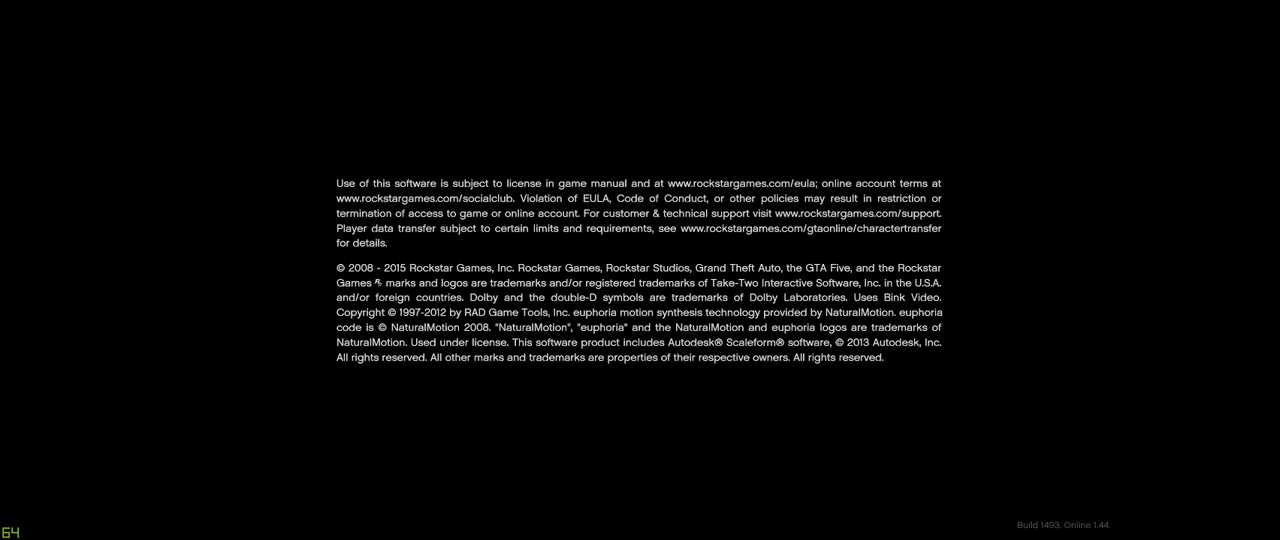 Use of this software is subject to license in game manual and at www.rockstargames.com/eula; online account terms at
www.rockstargames.com/socialclub. Violation of EULA, Code of Conduct, or other policies may result in restriction or
termination of access to game or online account. For customer & technical support visit www.rockstargames.com/support.
Player data transfer subject to certain limits and requirements, see www.rockstargames.com/gtaonline/charactertransfer
for details.
© 2008 - 2015 Rockstar Games, Inc. Rockstar Games, Rockstar Studios, Grand Theft Auto, the GTA Five, and the Rockstar
Games R* marks and logos are trademarks and/or registered trademarks of Take-Two Interactive Software, Inc. in the U.S.A.
and/or foreign countries. Dolby and the double-D symbols are trademarks of Dolby Laboratories. Uses Bink Video.
Copyright © 1997-2012 by RAD Game Tools, Inc. euphoria motion synthesis technology provided by NaturalMotion. euphoria
code is © NaturalMotion 2008. "NaturalMotion", "euphoria" and the NaturalMotion and euphoria logos are trademarks of
NaturalMotion. Used under license. This software product includes Autodesk® Scaleform® software, © 2013 Autodesk, Inc.
All rights reserved. All other marks and trademarks are properties of their respective owners. All rights reserved.
Build 1493. Online 1.44.
64